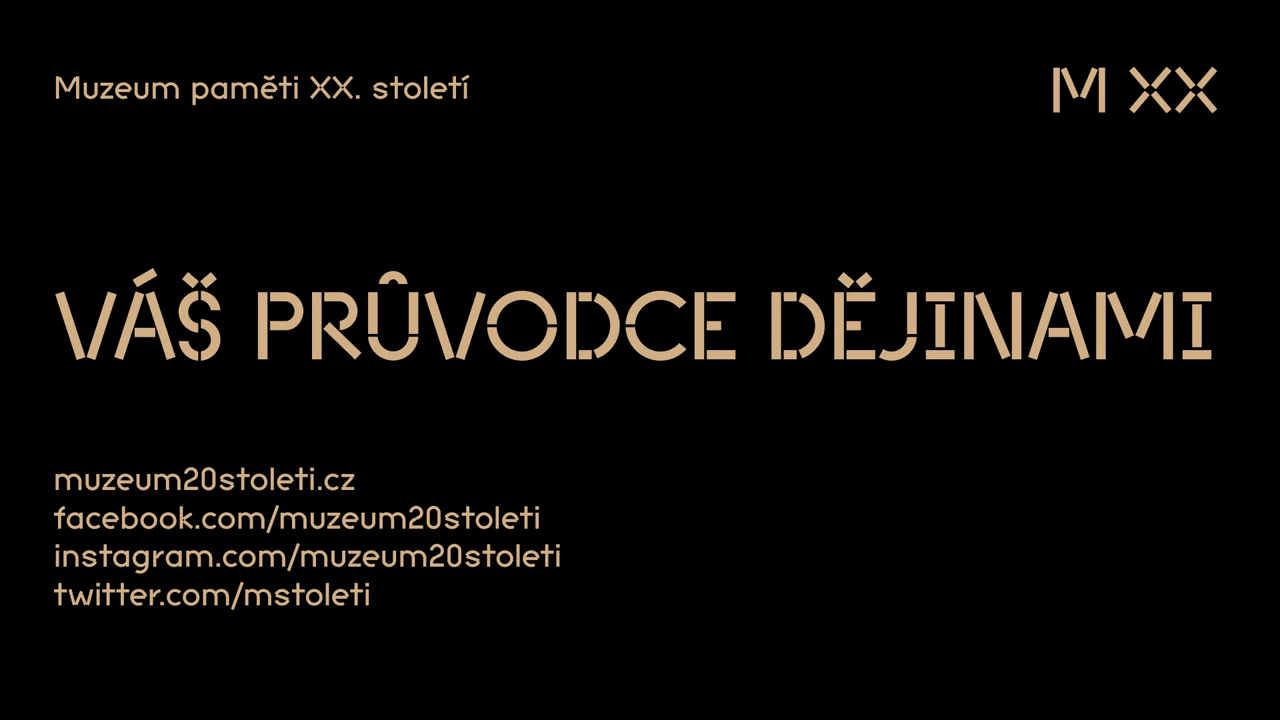 Muzeum paměti XX. století
M XX
VÁŠ PRŮVODCE DĚJINAMI
muzeum20stoleti.cz
facebook.com/muzeum20stoleti
instagram.com/muzeum20stoleti
twitter.com/mstoleti